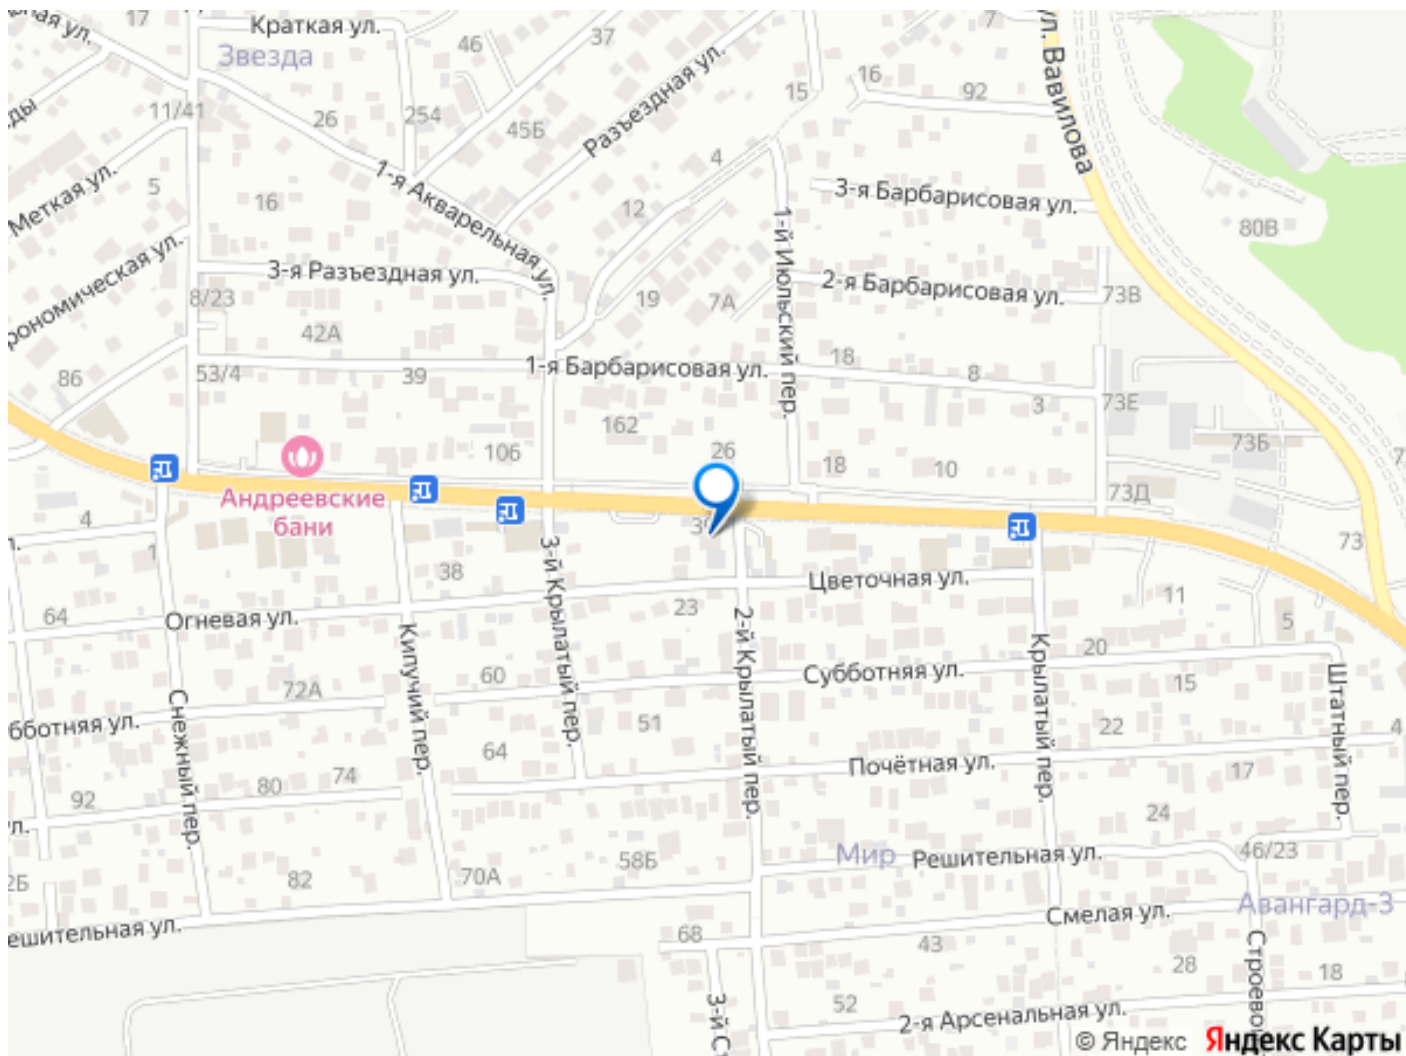 17
Краткая ул.
Звезда
46
37
7
ул. Вавилова
16
92
15
11/41
26
254
45Б
Разъездная ул.
4
1-я Акварельная ул.
3-я Барбарисовая ул.
5
Меткая ул.
16
12
1-й Июльский пер.
80В
3-я Разъездная ул.
2-я Барбарисовая ул.
73В
8/23
19
7А
42А
18
1-я Барбарисовая ул.
8
86
53/4
39
3
73Е
162
106
26
18
10
73Б
73Д
Андреевские
бани
4
1
73
3-й Крылатый пер.
38
Цветочная ул.
11
64
Огневая ул.
23
2-й Крылатый пер.
5
Кипучий пер.
Крылатый пер.
20
60
Субботняя ул.
15
Штатный пер.
72А
Снежный пер.
51
22
4
64
Почётная ул.
17
74
80
92
24
Мир
Решительная ул.
46/23
58Б
70А
82
Авангард-3
Смелая ул.
68
43
28
18
52
2-я Арсенальная ул.
© Яндекс
Яндекс Карты